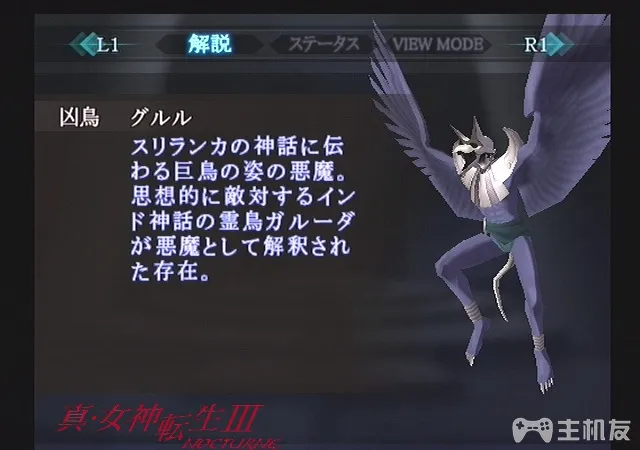 L1 解説 ステータス VIEW MODE R1
凶鳥 グルル
スリランカの神話に伝
わる巨鳥の姿の悪魔。
思想的に敵対するイン
ド神話の霊鳥ガルーダ
が悪魔として解釈され
た存在。
真・女神転生III
NOCTURNE
主机友